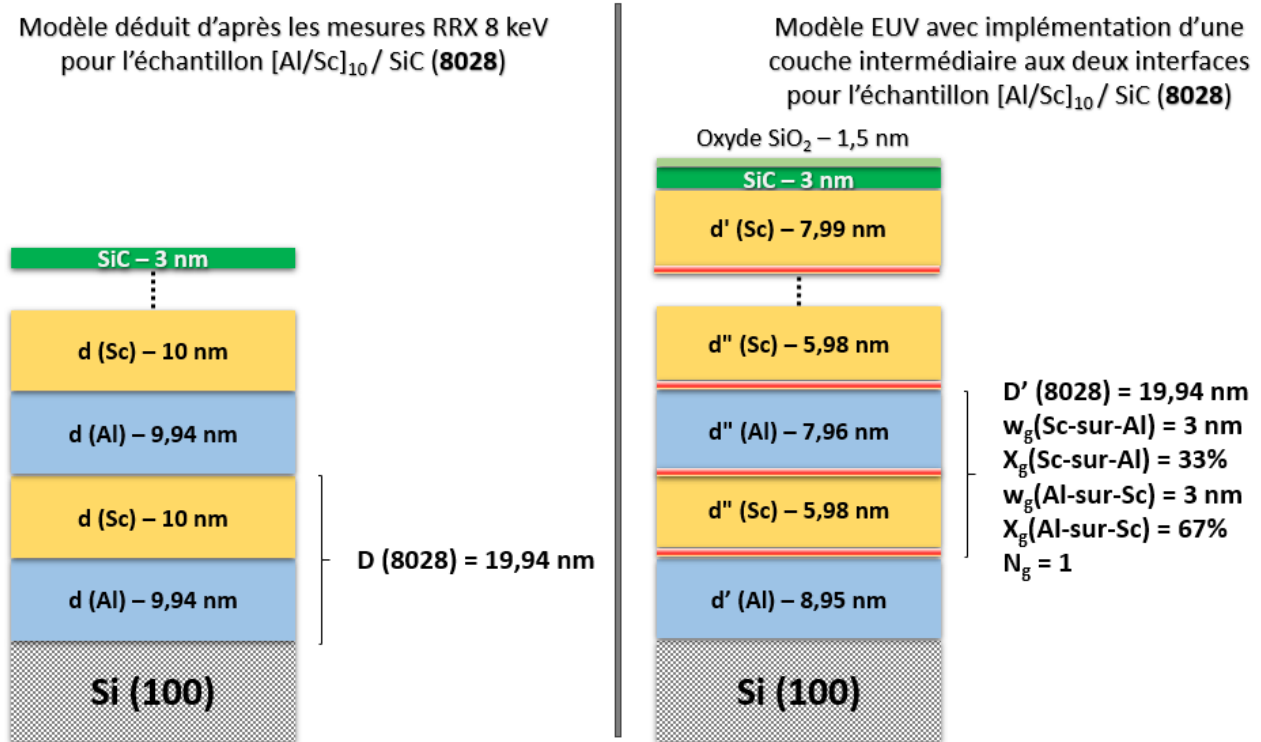 Modèle déduit d'après les mesures RRX 8 keV
pour l'échantillon [Al/Sc]₁₀ / SiC (8028)
SiC – 3 nm
d (Sc) – 10 nm
d (Al) – 9,94 nm
d (Sc) – 10 nm
d (Al) – 9,94 nm
D (8028) = 19,94 nm
Si (100)
Modèle EUV avec implémentation d'une
couche intermédiaire aux deux interfaces
pour l'échantillon [Al/Sc]₁₀ / SiC (8028)
Oxyde SiO₂ – 1,5 nm
SiC – 3 nm
d' (Sc) – 7,99 nm
d" (Sc) – 5,98 nm
d" (Al) – 7,96 nm
d" (Sc) – 5,98 nm
d' (Al) – 8,95 nm
D' (8028) = 19,94 nm
w_g(Sc-sur-Al) = 3 nm
X_g(Sc-sur-Al) = 33%
w_g(Al-sur-Sc) = 3 nm
X_g(Al-sur-Sc) = 67%
N_g = 1
Si (100)